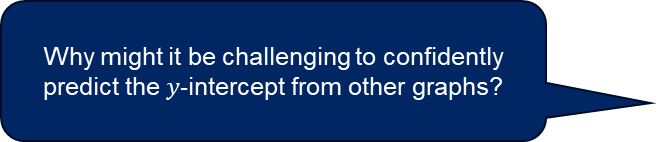 Why might it be challenging to confidently
predict the y-intercept from other graphs?